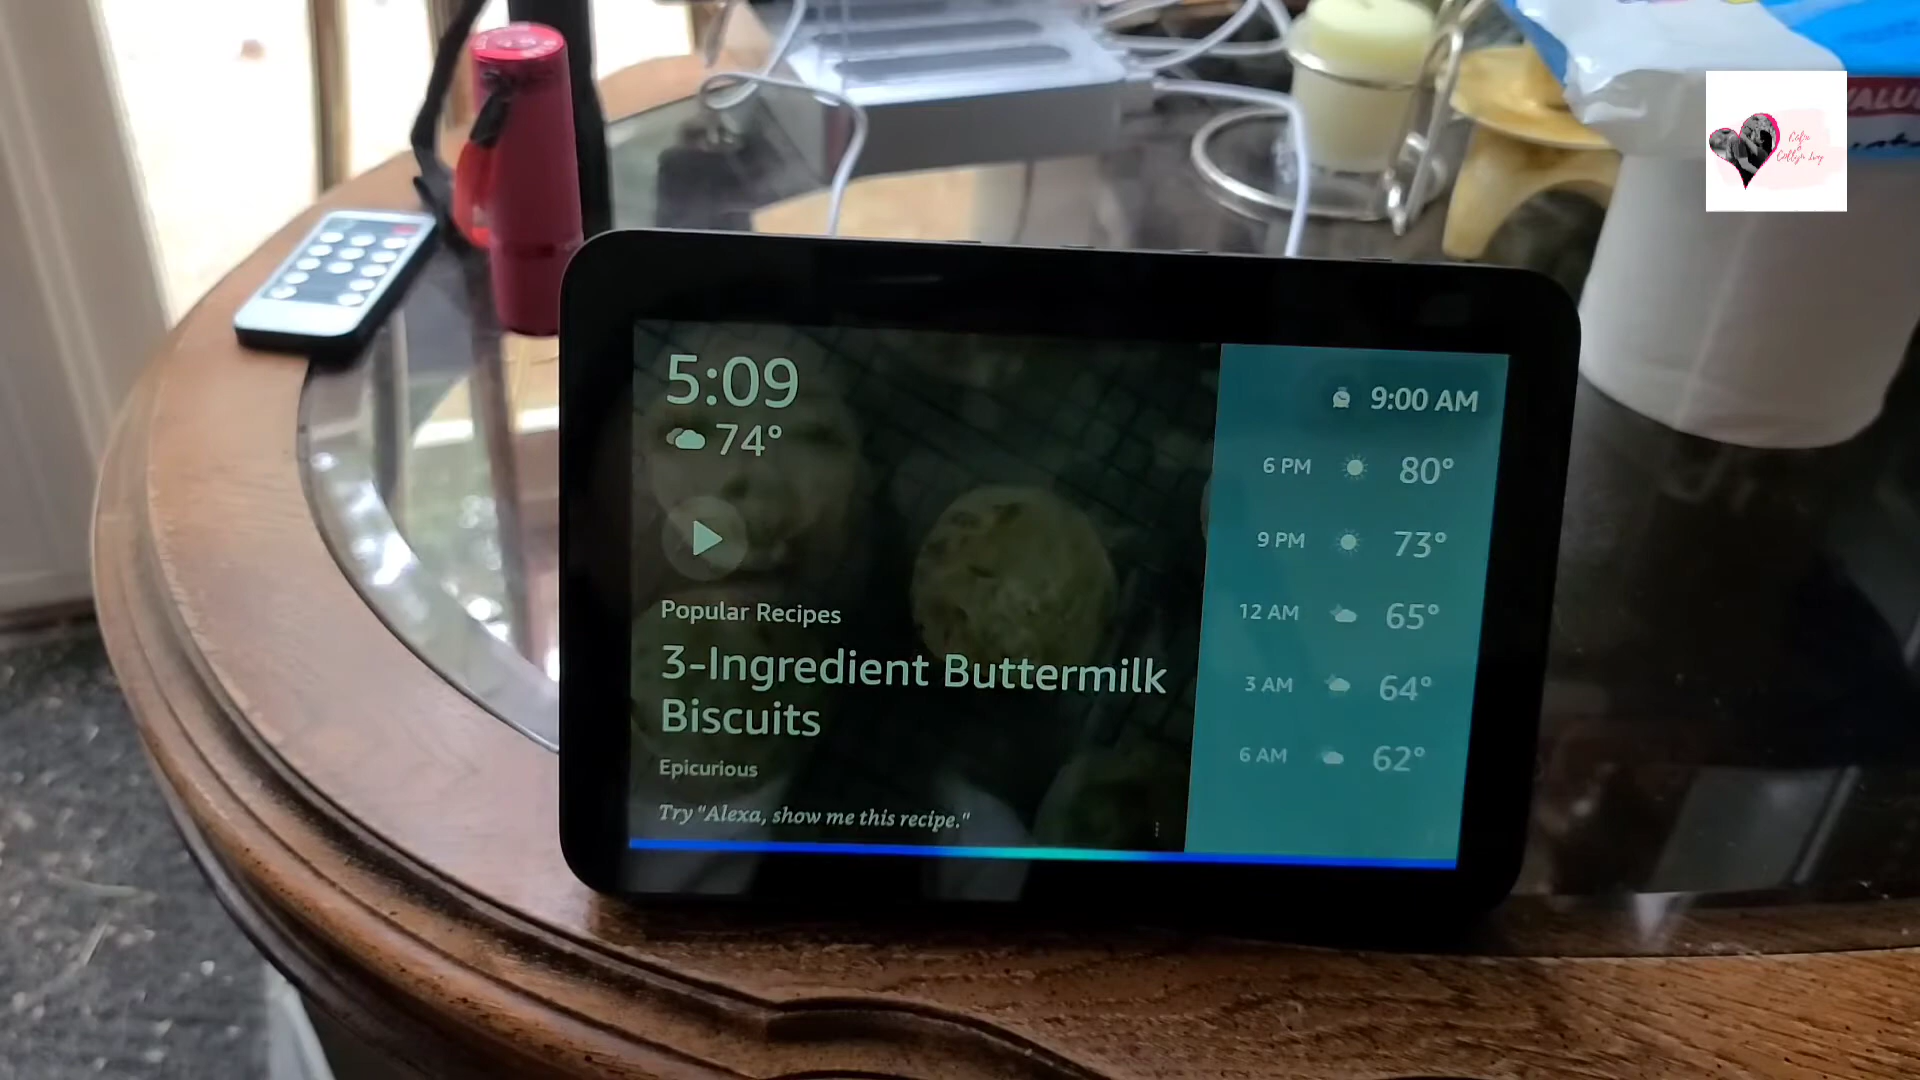 5:09
74°
Popular Recipes
3-Ingredient Buttermilk
Biscuits
Epicurious
Try "Alexa, show me this recipe."
9:00 AM
6 PM 80°
9 PM 73°
12 AM 65°
3 AM 64°
6 AM 62°